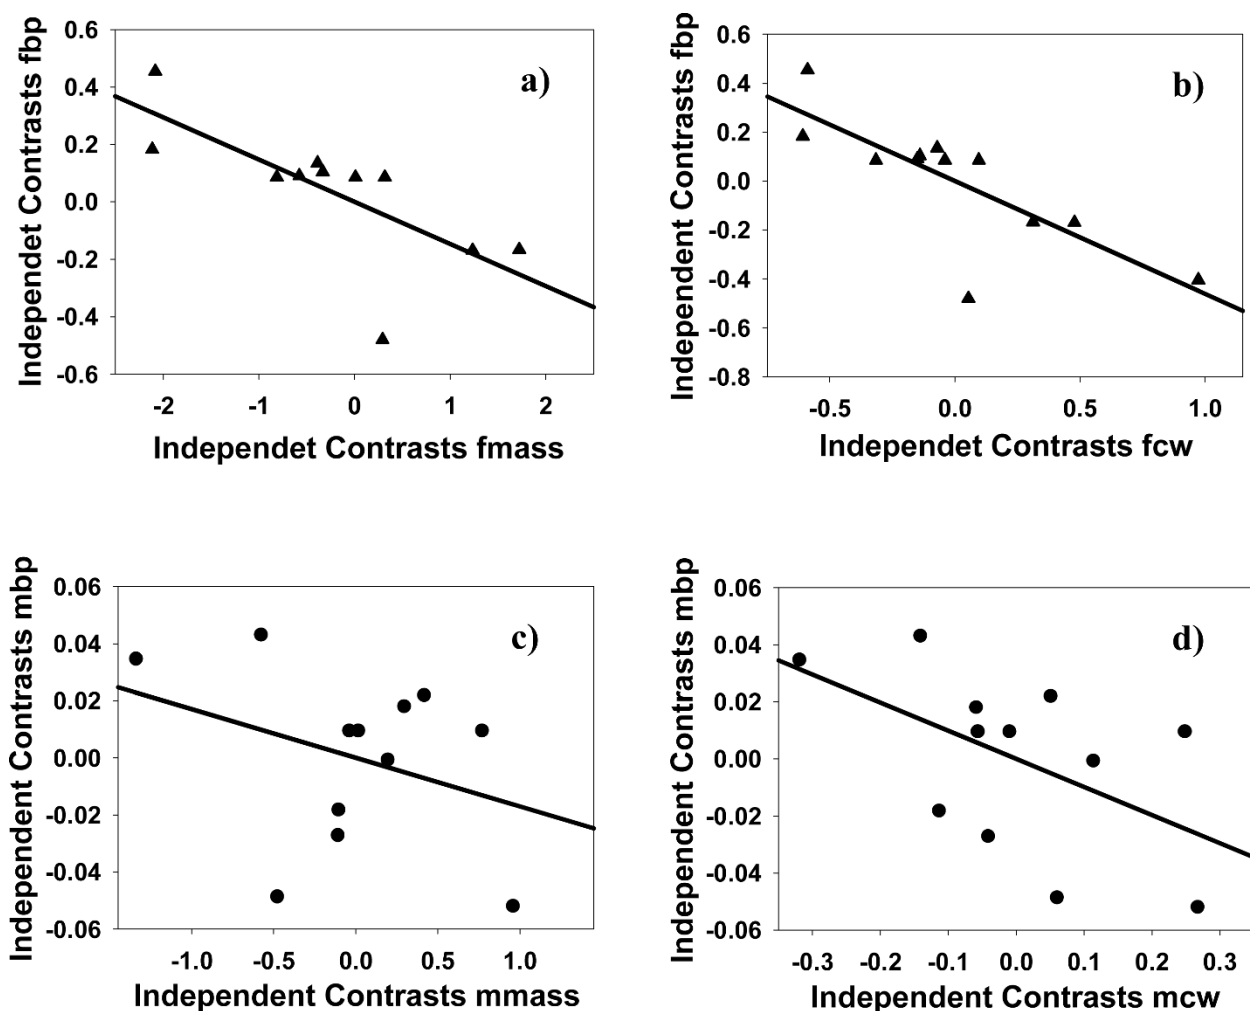 Independet Contrasts fbp
0.6
0.4
0.2
0.0
-0.2
-0.4
-0.6
a)
-2 -1 0 1 2
Independet Contrasts fmass
Independent Contrasts fbp
0.6
0.4
0.2
0.0
-0.2
-0.4
-0.6
-0.8
b)
-0.5 0.0 0.5 1.0
Independet Contrasts fcw
Independent Contrasts mbp
0.06
0.04
0.02
0.00
-0.02
-0.04
-0.06
c)
-1.0 -0.5 0.0 0.5 1.0
Independent Contrasts mmass
Independent Contrasts mbp
0.06
0.04
0.02
0.00
-0.02
-0.04
-0.06
d)
-0.3 -0.2 -0.1 0.0 0.1 0.2 0.3
Independent Contrasts mcw